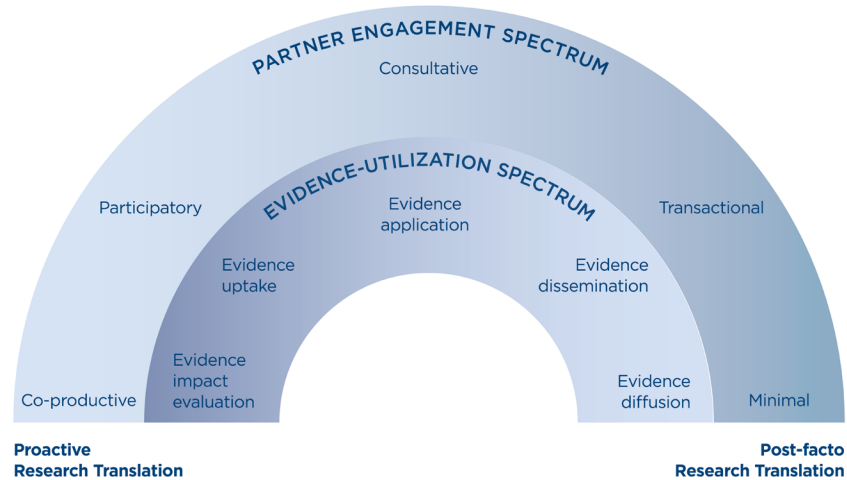 PARTNER ENGAGEMENT SPECTRUM
Consultative
EVIDENCE-UTILIZATION SPECTRUM
Participatory
Evidence
application
Transactional
Evidence
uptake
Evidence
dissemination
Evidence
impact
evaluation
Co-productive
Evidence
diffusion
Minimal
Proactive
Research Translation
Post-facto
Research Translation